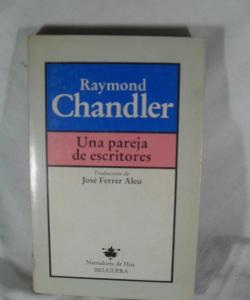 Raymond
Chandler
Una pareja
de escritores
Traducción de
José Ferrer Aleu
Narradores de Hoy
BRUGUERA